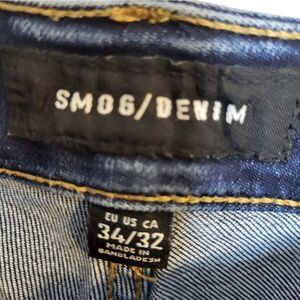 SMOG/DENIM
EU US CA
34/32
MADE IN
BANGLADESH